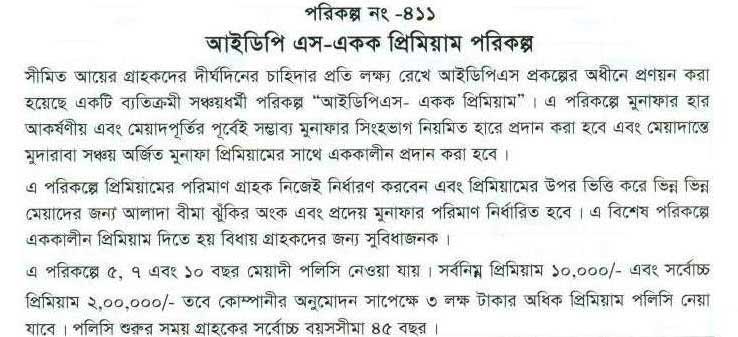 পরিকল্প নং -৪১১
আইডিপি এস-একক প্রিমিয়াম পরিকল্প
সীমিত আয়ের গ্রাহকদের দীর্ঘদিনের চাহিদার প্রতি লক্ষ্য রেখে আইডিপিএস প্রকল্পের অধীনে প্রণয়ন করা
হয়েছে একটি ব্যতিক্রমী সঞ্চয়ধর্মী পরিকল্প “আইডিপিএস- একক প্রিমিয়াম” । এ পরিকল্পে মুনাফার হার
আকর্ষণীয় এবং মেয়াদপূর্তির পূর্বেই সম্ভাব্য মুনাফার সিংহভাগ নিয়মিত হারে প্রদান করা হবে এবং মেয়াদান্তে
মুদারাবা সঞ্চয় অর্জিত মুনাফা প্রিমিয়ামের সাথে এককালীন প্রদান করা হবে ।
এ পরিকল্পে প্রিমিয়ামের পরিমাণ গ্রাহক নিজেই নির্ধারণ করবেন এবং প্রিমিয়ামের উপর ভিত্তি করে ভিন্ন ভিন্ন
মেয়াদের জন্য আলাদা বীমা ঝুঁকির অংক এবং প্রদেয় মুনাফার পরিমাণ নির্ধারিত হবে । এ বিশেষ পরিকল্পে
এককালীন প্রিমিয়াম দিতে হয় বিধায় গ্রাহকদের জন্য সুবিধাজনক ।
এ পরিকল্পে ৫, ৭ এবং ১০ বছর মেয়াদী পলিসি নেওয়া যায় । সর্বনিম্ন প্রিমিয়াম ১০,০০০/- এবং সর্বোচ্চ
প্রিমিয়াম ২,০০,০০০/- তবে কোম্পানীর অনুমোদন সাপেক্ষে ৩ লক্ষ টাকার অধিক প্রিমিয়াম পলিসি নেয়া
যাবে । পলিসি শুরুর সময় গ্রাহকের সর্বোচ্চ বয়সসীমা ৪৫ বছর ।